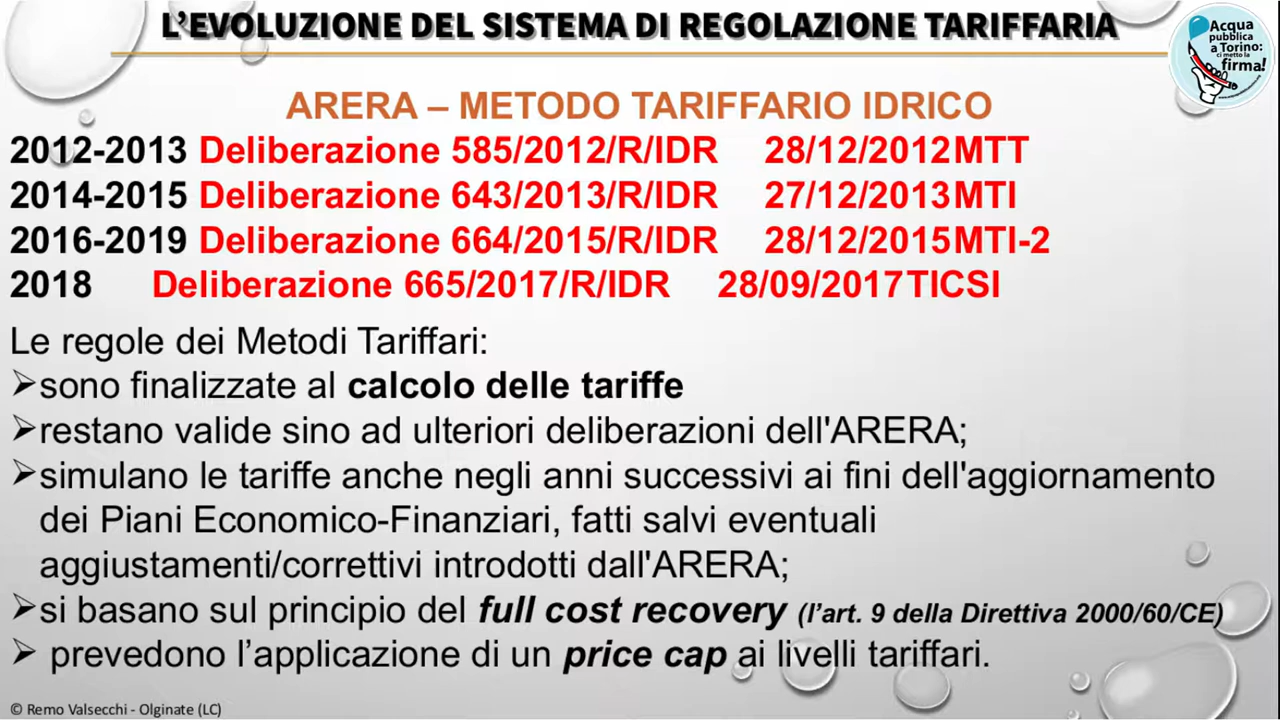 L'EVOLUZIONE DEL SISTEMA DI REGOLAZIONE TARIFFARIA
Acqua
pubblica
a Torino:
ci metto la
firma!
ARERA – METODO TARIFFARIO IDRICO
2012-2013 Deliberazione 585/2012/R/IDR 28/12/2012 MTT
2014-2015 Deliberazione 643/2013/R/IDR 27/12/2013 MTI
2016-2019 Deliberazione 664/2015/R/IDR 28/12/2015 MTI-2
2018 Deliberazione 665/2017/R/IDR 28/09/2017 TICSI
Le regole dei Metodi Tariffari:
➢sono finalizzate al calcolo delle tariffe
➢restano valide sino ad ulteriori deliberazioni dell'ARERA;
➢simulano le tariffe anche negli anni successivi ai fini dell'aggiornamento
dei Piani Economico-Finanziari, fatti salvi eventuali
aggiustamenti/correttivi introdotti dall'ARERA;
➢si basano sul principio del full cost recovery (l'art. 9 della Direttiva 2000/60/CE)
➢ prevedono l'applicazione di un price cap ai livelli tariffari.
© Remo Valsecchi - Olginate (LC)